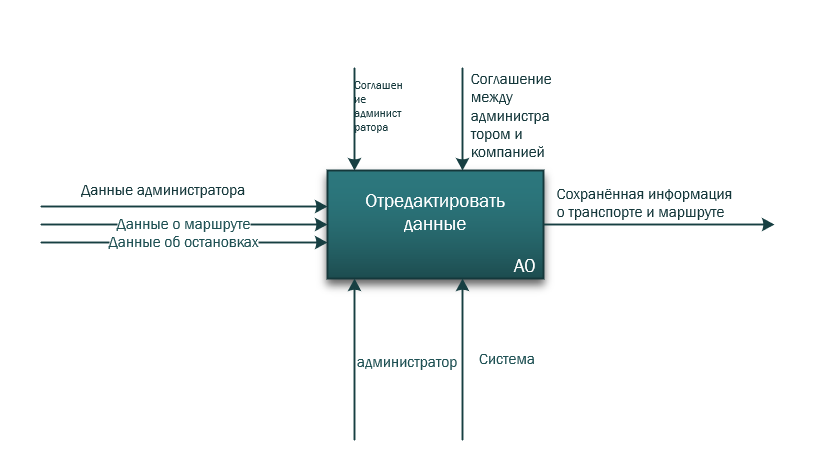 Соглашен
ие
админист
ратора
Соглашение
между
администра
тором и
компанией
Данные администратора
Данные о маршруте
Данные об остановках
Отредактировать
данные
А0
Сохранённая информация
о транспорте и маршруте
администратор
Система